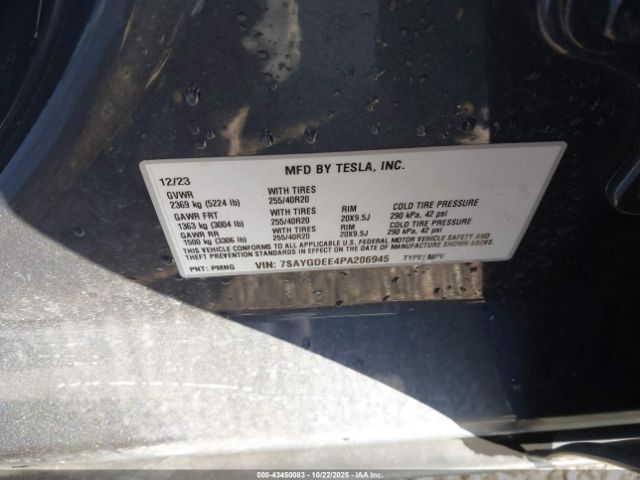 MFD BY TESLA, INC.
12/23
GVWR WITH TIRES
2369 kg (5224 lb) 255/40R20
GAWR FRT WITH TIRES RIM COLD TIRE PRESSURE
1363 kg (3004 lb) 255/40R20 20X9.5J 290 kPa, 42 psi
GAWR RR WITH TIRES RIM COLD TIRE PRESSURE
1500 kg (3306 lb) 255/40R20 20X9.5J 290 kPa, 42 psi
THIS VEHICLE CONFORMS TO ALL APPLICABLE U.S. FEDERAL MOTOR VEHICLE SAFETY AND
THEFT PREVENTION STANDARDS IN EFFECT ON THE DATE OF MANUFACTURE SHOWN ABOVE.
PNT: PMNG VIN: 7SAYGDEE4PA206945 TYPE: MPV
000-43450083 - 10/22/2025 - Copyright © IAA, LLC